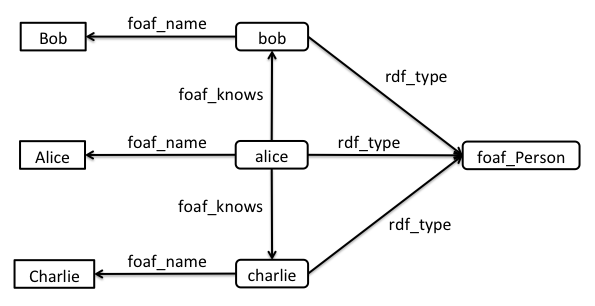 foaf_name
Bob
bob
rdf_type
foaf_knows
foaf_name
rdf_type
Alice
alice
foaf_Person
foaf_knows
rdf_type
foaf_name
Charlie
charlie